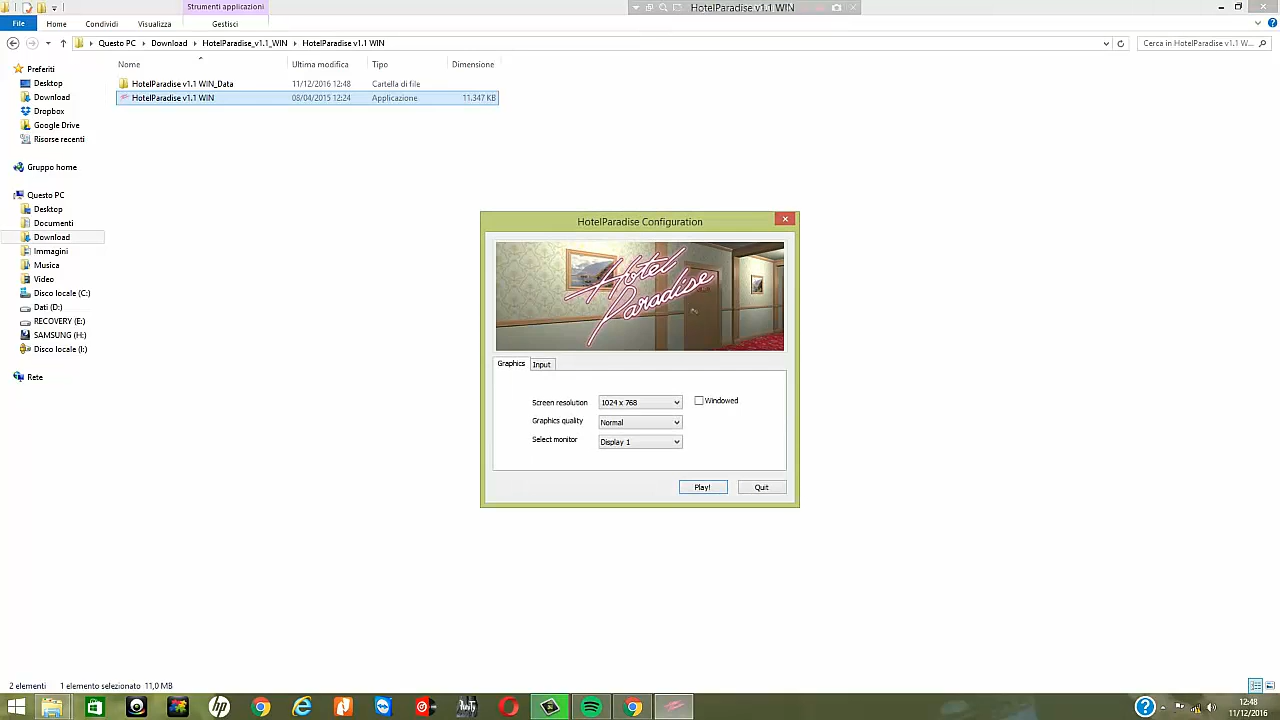 Strumenti applicazioni
HotelParadise v1.1 WIN
File Home Condividi Visualizza Gestisci
Questo PC Download HotelParadise_v1.1_WIN HotelParadise v1.1 WIN
Cerca in HotelParadise v1.1 W...
Nome Ultima modifica Tipo Dimensione
HotelParadise v1.1 WIN_Data 11/12/2016 12:48 Cartella di file
HotelParadise v1.1 WIN 08/04/2015 12:24 Applicazione 11.347 KB
Preferiti
Desktop
Download
Dropbox
Google Drive
Risorse recenti
Gruppo home
Questo PC
Desktop
Documenti
Download
Immagini
Musica
Video
Disco locale (C:)
Dati (D:)
RECOVERY (E:)
SAMSUNG (H:)
Disco locale (I:)
Rete
HotelParadise Configuration
Hotel
Paradise
Graphics Input
Screen resolution 1024 x 768 Windowed
Graphics quality Normal
Select monitor Display 1
Play! Quit
2 elementi 1 elemento selezionato 11,0 MB
12:48
11/12/2016